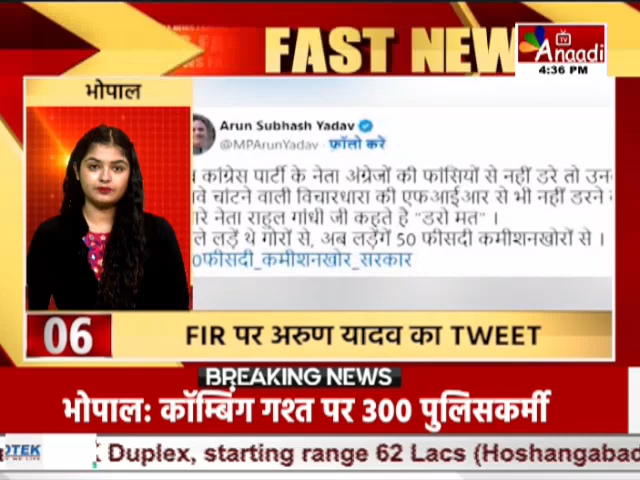 FAST NEW
TV
Anaadi
4:36 PM
भोपाल
Arun Subhash Yadav
@MPArunYadav · फ़ॉलो करें
कांग्रेस पार्टी के नेता अंग्रेजों की फांसियों से नहीं डरे तो उन
चांटने वाली विचारधारा की एफआईआर से भी नहीं डरने
नेता राहुल गांधी जी कहते है "डरो मत" ।
लड़ें थे गोरों से, अब लड़ेंगें 50 फीसदी कमीशनखोरों से ।
0फीसदी_कमीशनखोर_सरकार
06
FIR पर अरुण यादव का TWEET
BREAKING NEWS
भोपाल: कॉम्बिंग गश्त पर 300 पुलिसकर्मी
OTEK
Duplex, starting range 62 Lacs (Hoshangabad